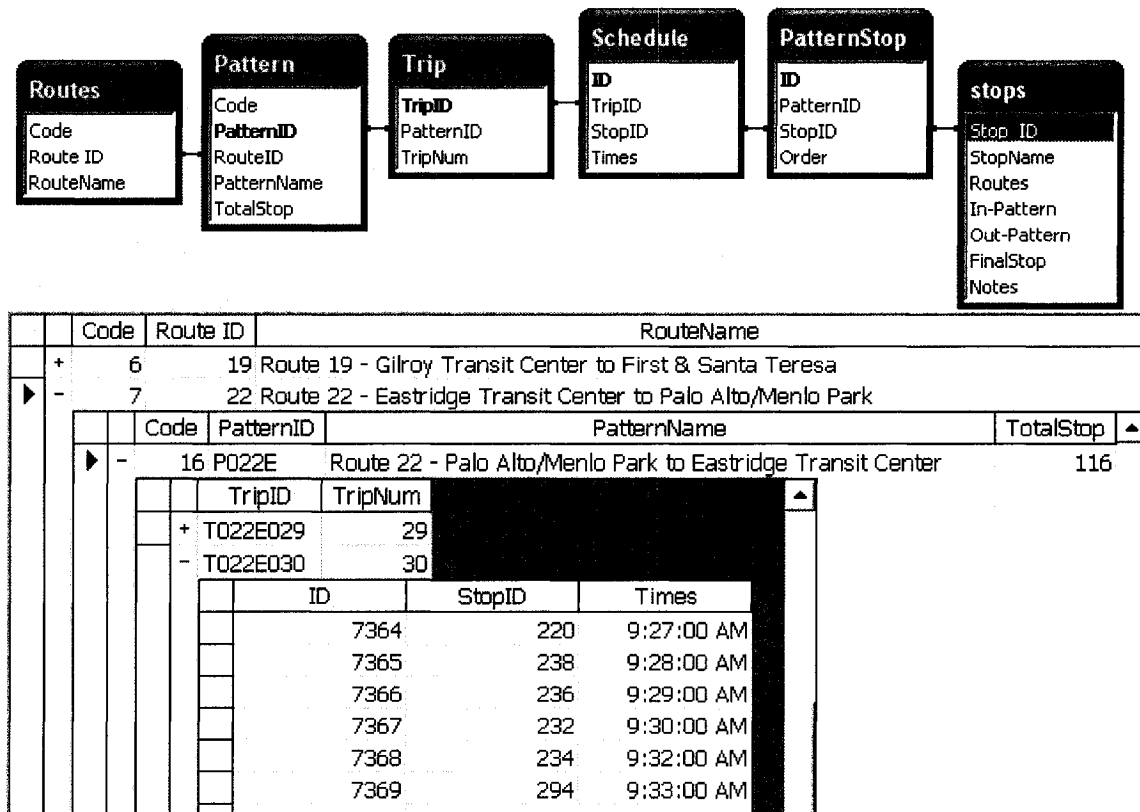 Routes
Code
Route ID
RouteName
Pattern
Code
PatternID
RouteID
PatternName
TotalStop
Trip
TripID
PatternID
TripNum
Schedule
ID
TripID
StopID
Times
PatternStop
ID
PatternID
StopID
Order
stops
Stop_ID
StopName
Routes
In-Pattern
Out-Pattern
FinalStop
Notes
Code Route ID RouteName
+ 6 19 Route 19 - Gilroy Transit Center to First & Santa Teresa
- 7 22 Route 22 - Eastridge Transit Center to Palo Alto/Menlo Park
Code PatternID PatternName TotalStop
- 16 P022E Route 22 - Palo Alto/Menlo Park to Eastridge Transit Center 116
TripID TripNum
+ T022E029 29
- T022E030 30
ID StopID Times
7364 220 9:27:00 AM
7365 238 9:28:00 AM
7366 236 9:29:00 AM
7367 232 9:30:00 AM
7368 234 9:32:00 AM
7369 294 9:33:00 AM